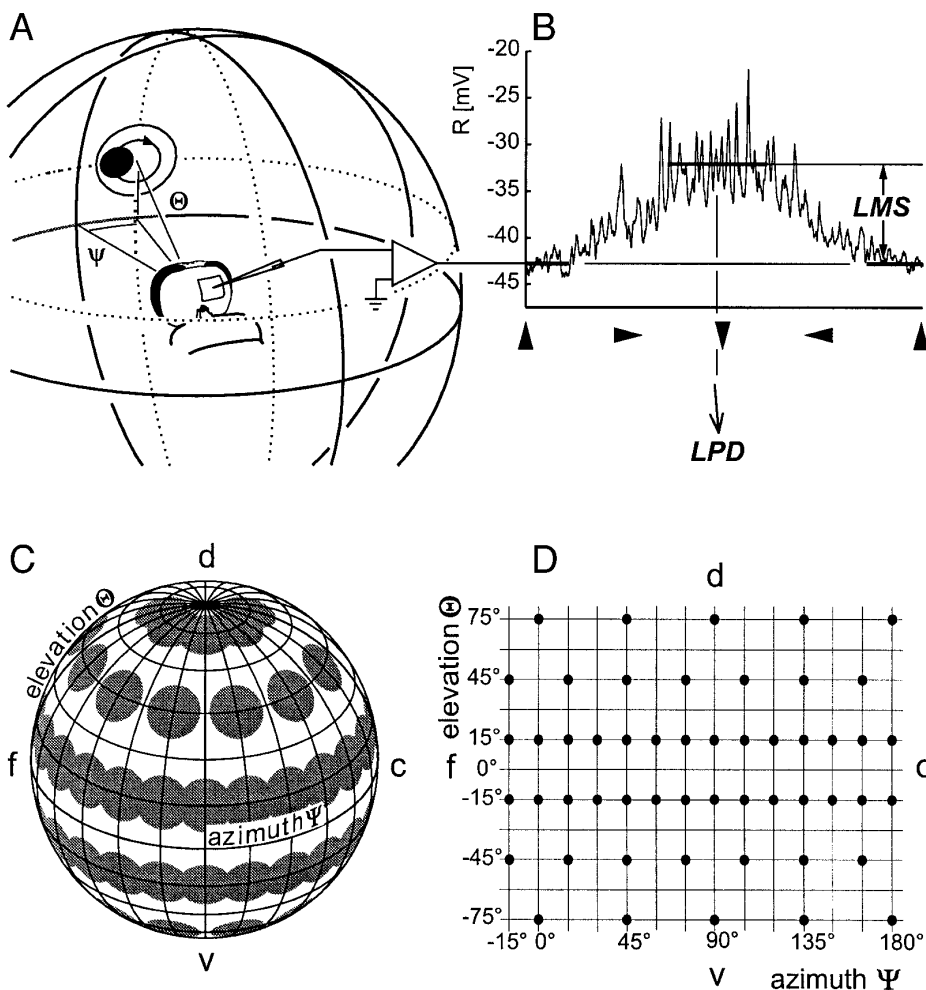 A
Θ
Ψ
B
R [mV]
-20
-25
-30
-35
-40
-45
LMS
LPD
C
d
elevation Θ
f
c
azimuth Ψ
v
D
d
elevation Θ
75°
45°
15°
f 0° c
-15°
-45°
-75°
-15° 0° 45° 90° 135° 180°
v azimuth Ψ